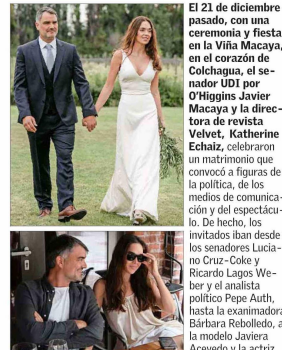 El 21 de diciembre
pasado, con una
ceremonia y fiesta
en la Viña Macaya,
en el corazón de
Colchagua, el se-
nador UDI por
O'Higgins Javier
Macaya y la direc-
tora de revista
Velvet, Katherine
Echaiz, celebraron
un matrimonio que
convocó a figuras de
la política, de los
medios de comunica-
ción y del espectácu-
lo. De hecho, los
invitados iban desde
los senadores Lucia-
no Cruz-Coke y
Ricardo Lagos We-
ber y el analista
político Pepe Auth,
hasta la exanimadora
Bárbara Rebolledo, a
la modelo Javiera
Acevedo y la actriz